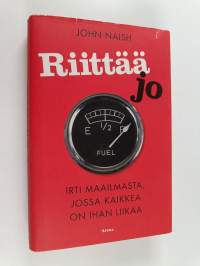 JOHN NAISH
Riittää
jo
E 1/2 F
FUEL
IRTI MAAILMASTA,
JOSSA KAIKKEA
ON IHAN LIIKAA